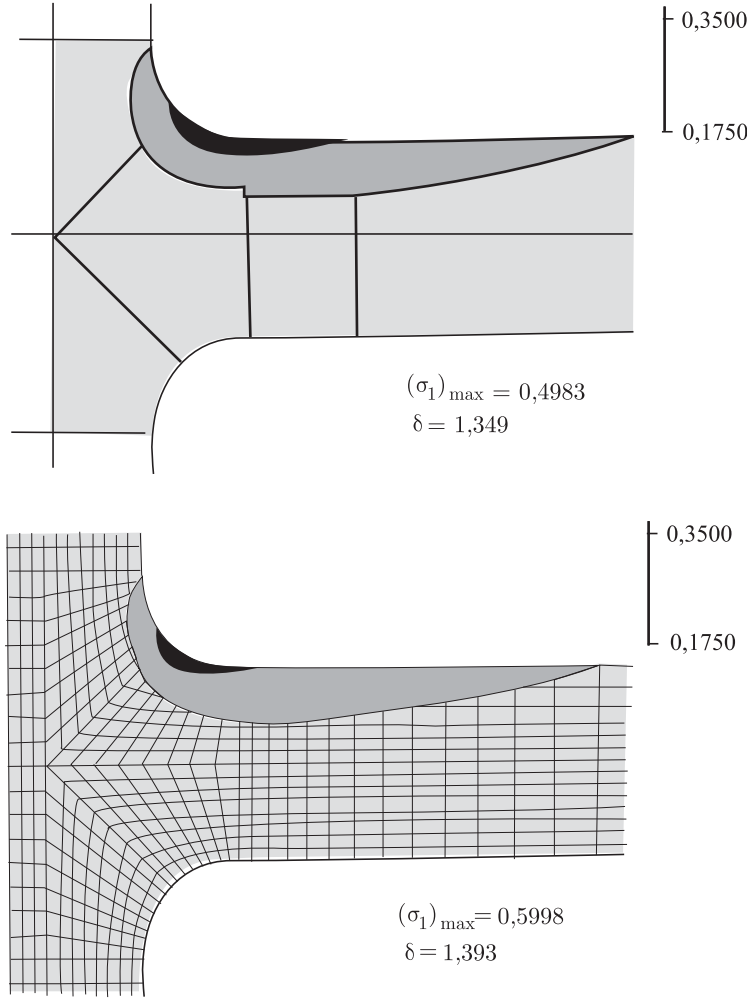 0,3500
0,1750
(σ₁)max = 0,4983
δ = 1,349
0,3500
0,1750
(σ₁)max = 0,5998
δ = 1,393